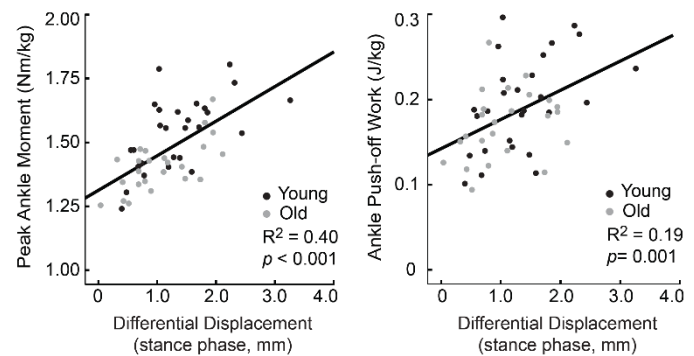 2.00
1.75
1.50
1.25
1.00
Peak Ankle Moment (Nm/kg)
Young
Old
R² = 0.40
p < 0.001
0 1.0 2.0 3.0 4.0
Differential Displacement
(stance phase, mm)
0.3
0.2
0.1
0
Ankle Push-off Work (J/kg)
Young
Old
R² = 0.19
p= 0.001
0 1.0 2.0 3.0 4.0
Differential Displacement
(stance phase, mm)